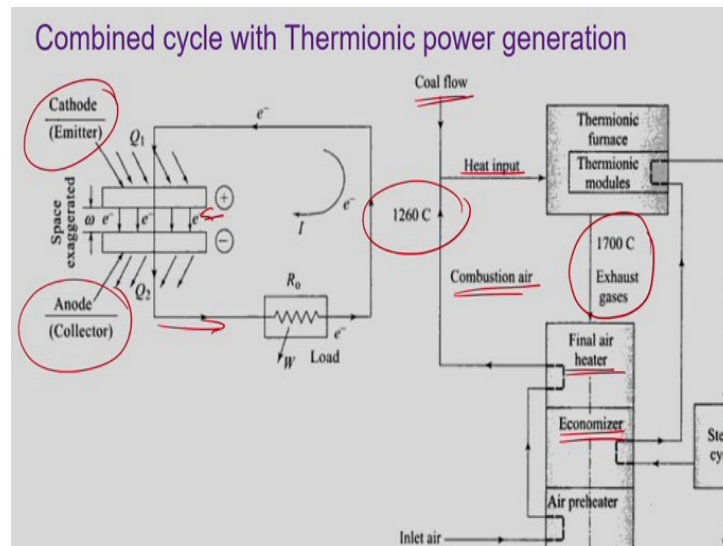 Combined cycle with Thermionic power generation
Cathode
(Emitter)
Q1
e-
+
Space
exaggerated
ω
e- e- e-
−
Q2
Anode
(Collector)
I
e-
R0
W
Load
e-
Coal flow
Heat input
1260 C
Combustion air
Thermionic
furnace
Thermionic
modules
1700 C
Exhaust
gases
Final air
heater
Economizer
Air preheater
Inlet air
Ste
cyc